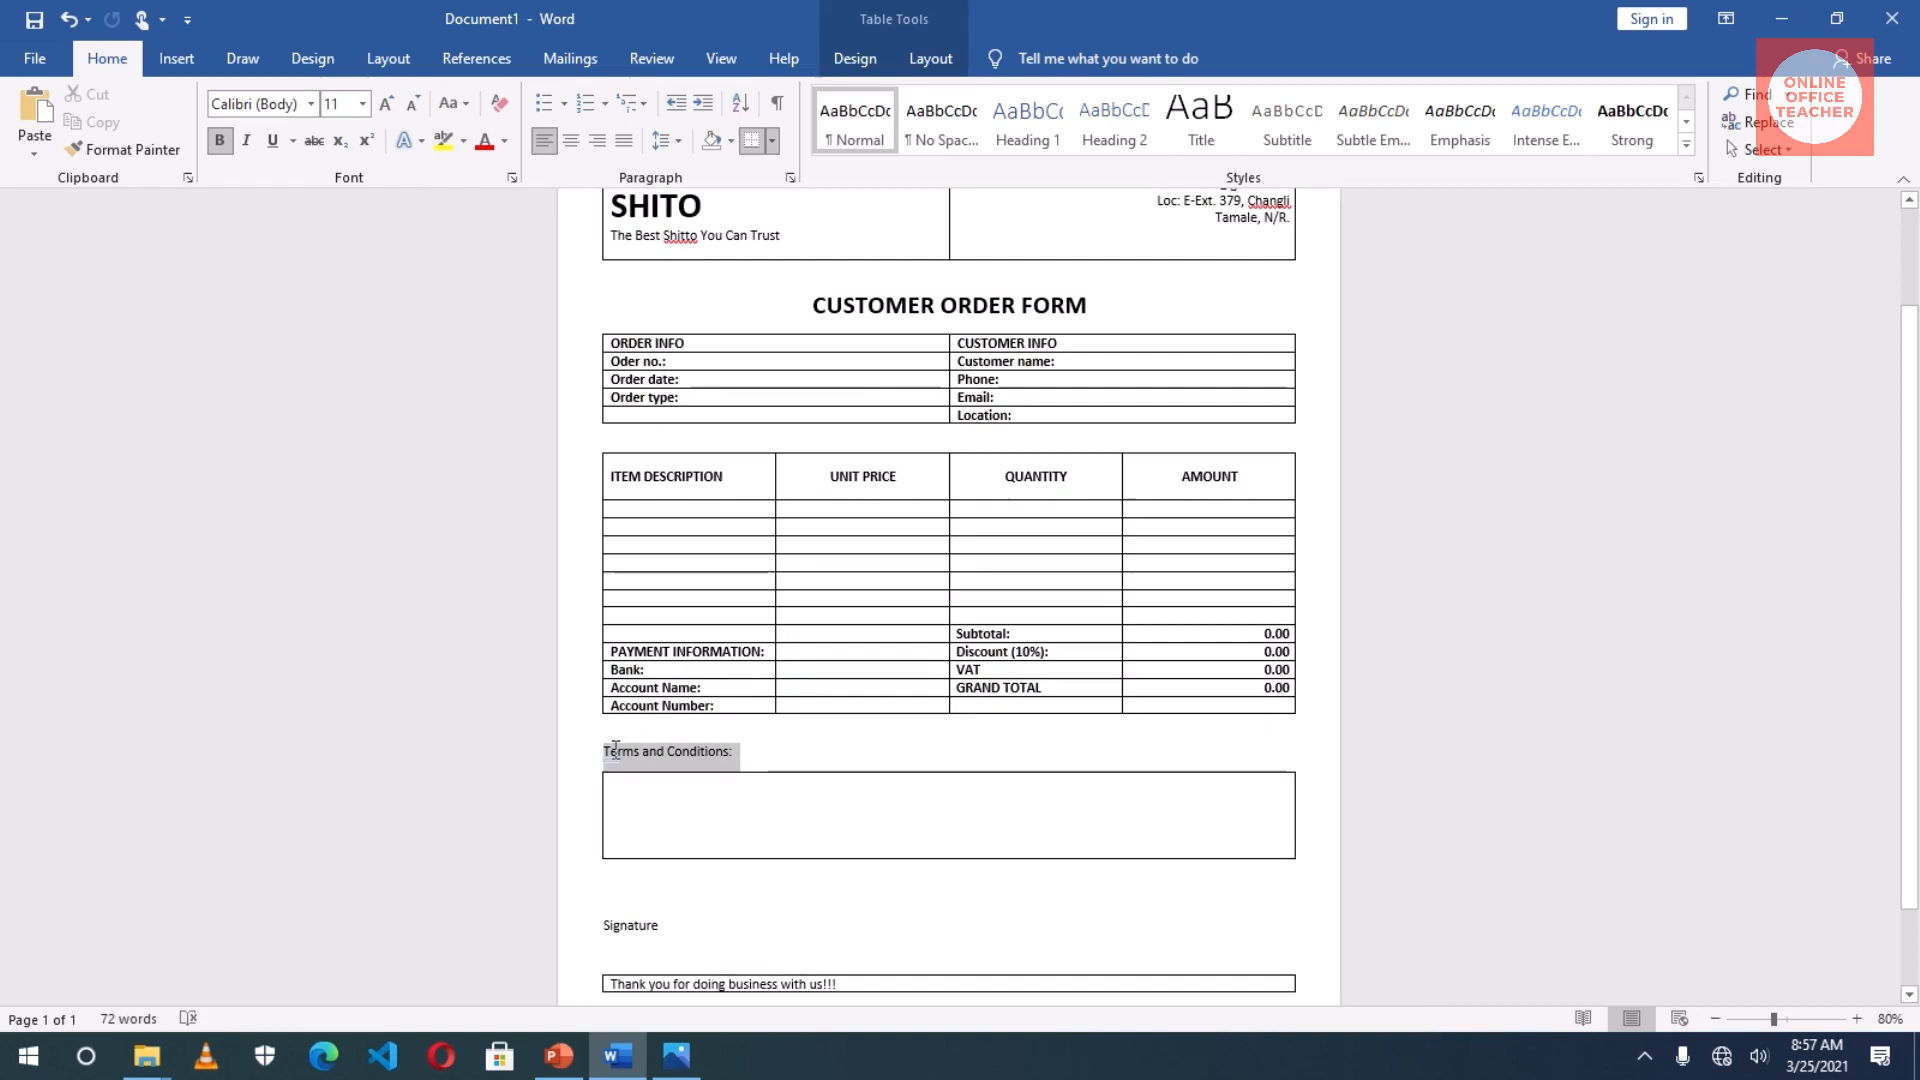 Document1 - Word
Table Tools
Sign in
File
Home
Insert
Draw
Design
Layout
References
Mailings
Review
View
Help
Design
Layout
Tell me what you want to do
Share
Paste
Cut
Copy
Format Painter
Clipboard
Calibri (Body)
11
Font
Paragraph
AaBbCcDc
¶ Normal
AaBbCcDc
¶ No Spac...
AaBbCc
Heading 1
AaBbCcD
Heading 2
AaB
Title
AaBbCcD
Subtitle
AaBbCcDc
Subtle Em...
AaBbCcDc
Emphasis
AaBbCcDc
Intense E...
AaBbCcDc
Strong
Styles
Find
Replace
Select
Editing
ONLINE
OFFICE
TEACHER
SHITO
The Best Shitto You Can Trust
Loc: E-Ext. 379, Changli
Tamale, N/R.
CUSTOMER ORDER FORM
ORDER INFO
CUSTOMER INFO
Oder no.:
Customer name:
Order date:
Phone:
Order type:
Email:
Location:
ITEM DESCRIPTION
UNIT PRICE
QUANTITY
AMOUNT
Subtotal:
0.00
PAYMENT INFORMATION:
Discount (10%):
0.00
Bank:
VAT
0.00
Account Name:
GRAND TOTAL
0.00
Account Number:
Terms and Conditions:
Signature
Thank you for doing business with us!!!
Page 1 of 1
72 words
80%
8:57 AM
3/25/2021